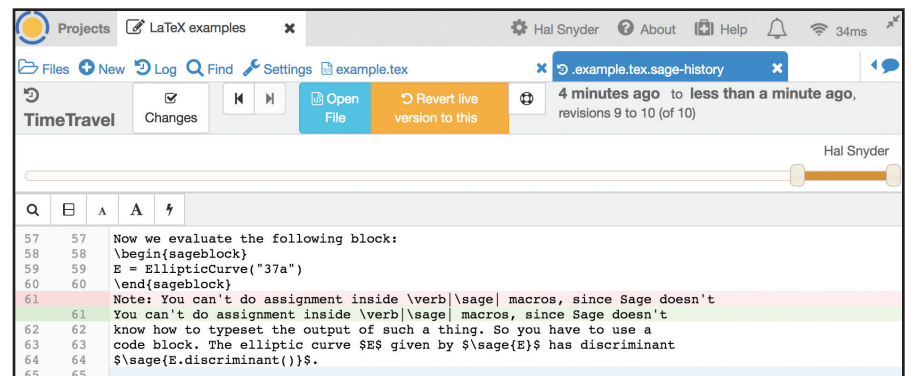 Projects LaTeX examples Hal Snyder About Help 34ms
Files New Log Find Settings example.tex .example.tex.sage-history
TimeTravel
Changes
Open File
Revert live version to this
4 minutes ago to less than a minute ago,
revisions 9 to 10 (of 10)
Hal Snyder
A A
57 57 Now we evaluate the following block:
58 58 \begin{sageblock}
59 59 E = EllipticCurve("37a")
60 60 \end{sageblock}
61 Note: You can't do assignment inside \verb|\sage| macros, since Sage doesn't
61 You can't do assignment inside \verb|\sage| macros, since Sage doesn't
62 62 know how to typeset the output of such a thing. So you have to use a
63 63 code block. The elliptic curve $E$ given by $\sage{E}$ has discriminant
64 64 $\sage{E.discriminant()}$.
65 65